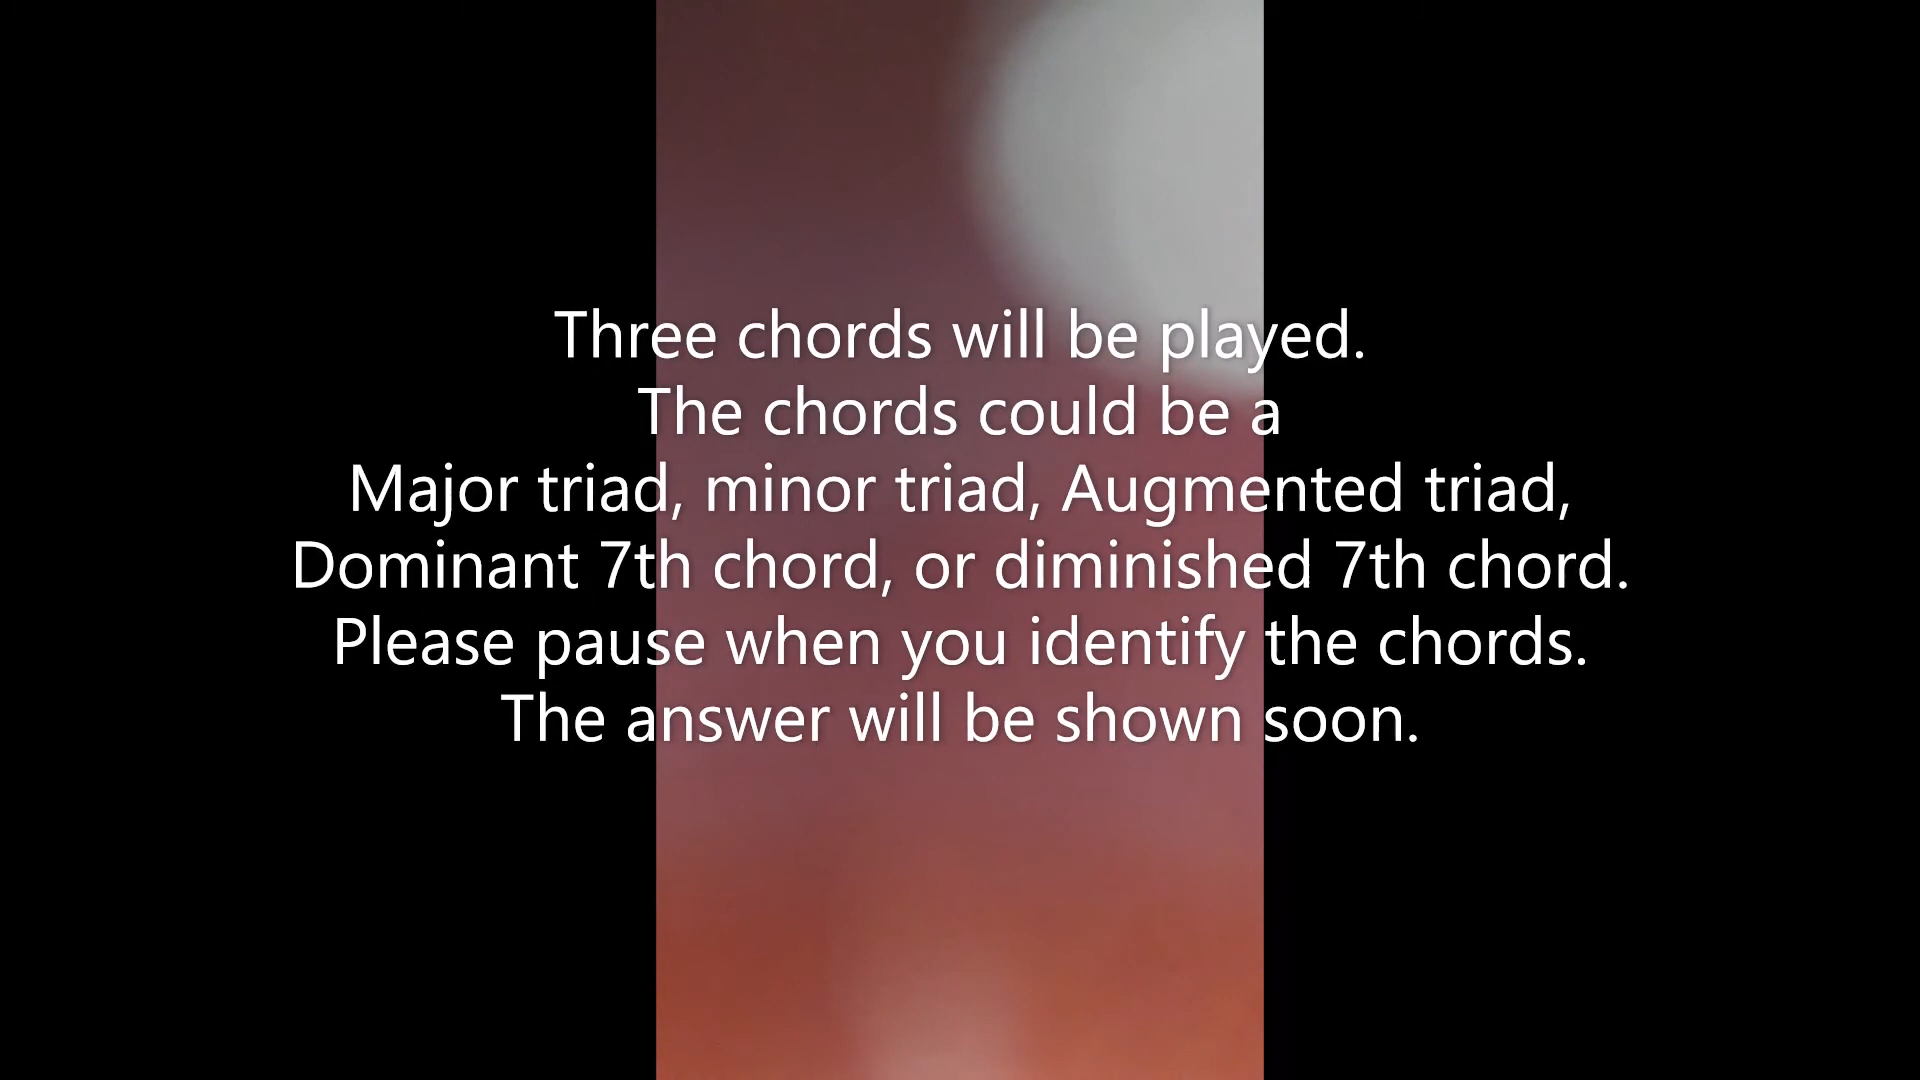 Three chords will be played.
The chords could be a
Major triad, minor triad, Augmented triad,
Dominant 7th chord, or diminished 7th chord.
Please pause when you identify the chords.
The answer will be shown soon.